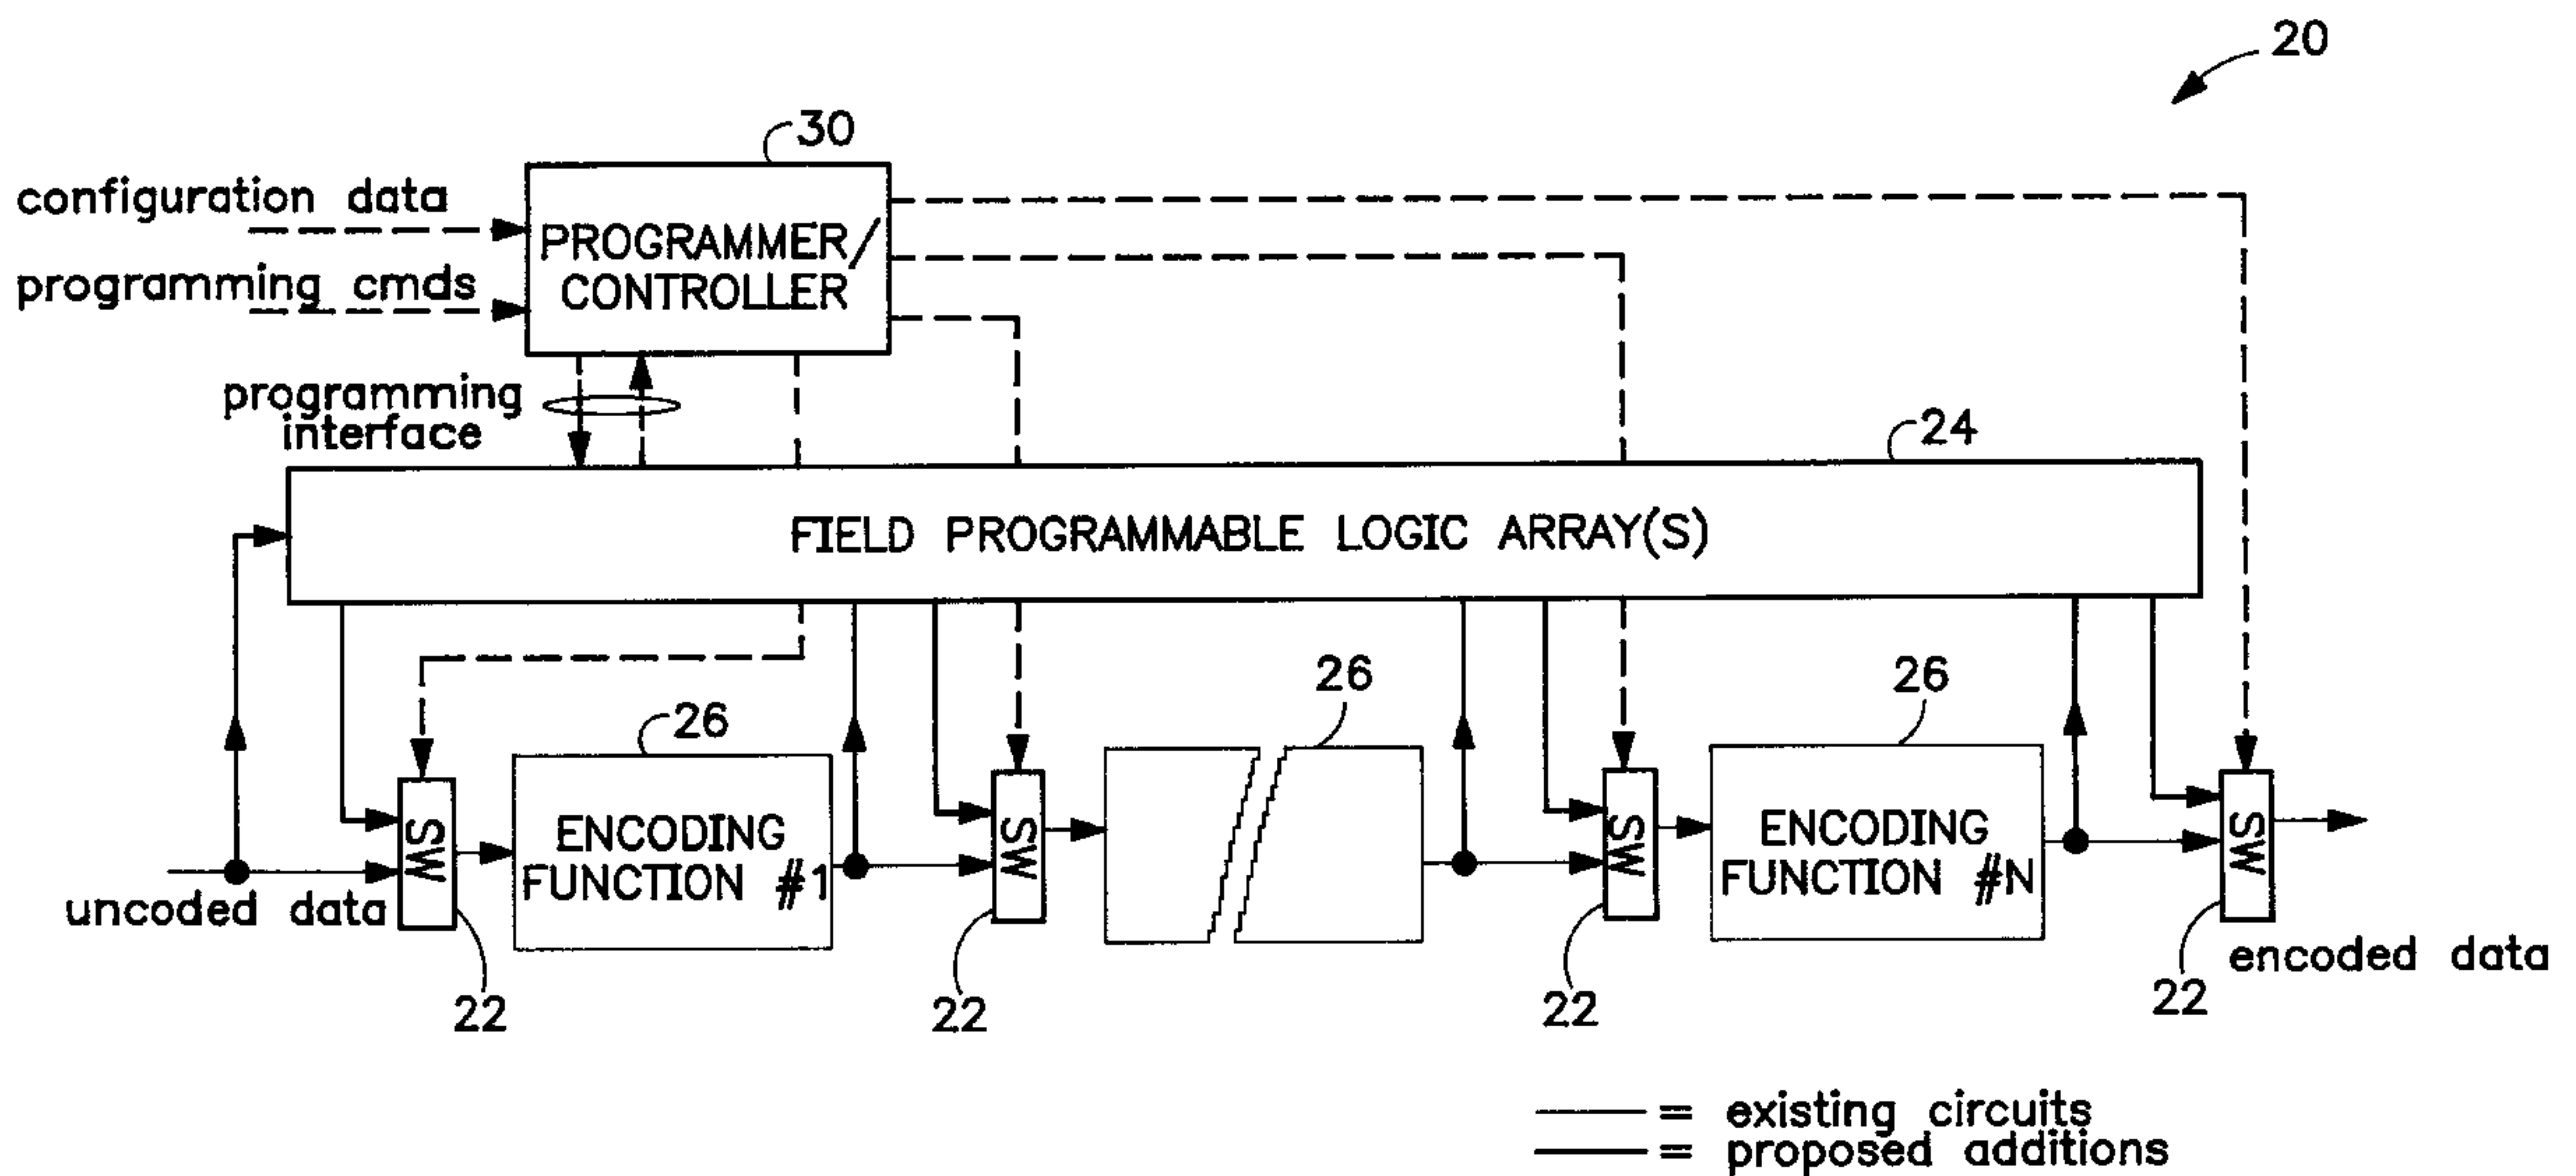 20
30
configuration data
programming cmds
PROGRAMMER/
CONTROLLER
programming
interface
24
FIELD PROGRAMMABLE LOGIC ARRAY(S)
26
26
26
SW
ENCODING
FUNCTION #1
SW
SW
ENCODING
FUNCTION #N
SW
uncoded data
encoded data
22
22
22
22
= existing circuits
= proposed additions